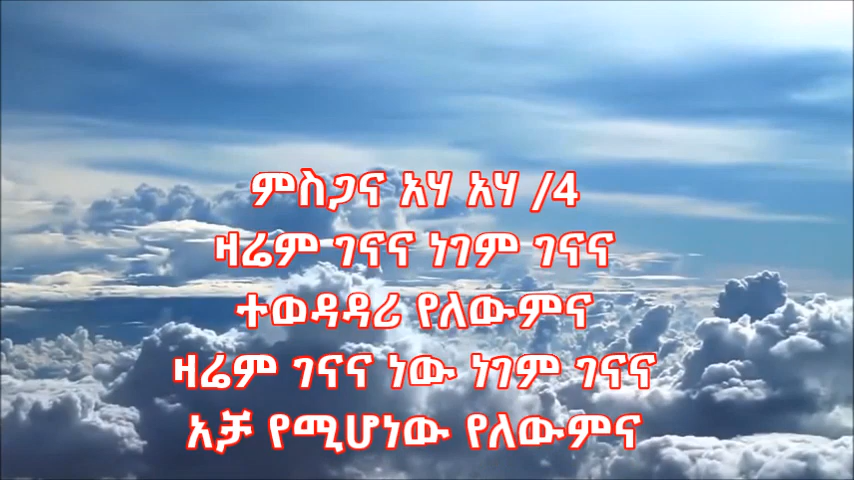 ምስጋና አሃ አሃ /4
ዛሬም ገናና ነገም ገናና
ተወዳዳሪ የለውምና
ዛሬም ገናና ነው ነገም ገናና
አቻ የሚሆነው የለውምና